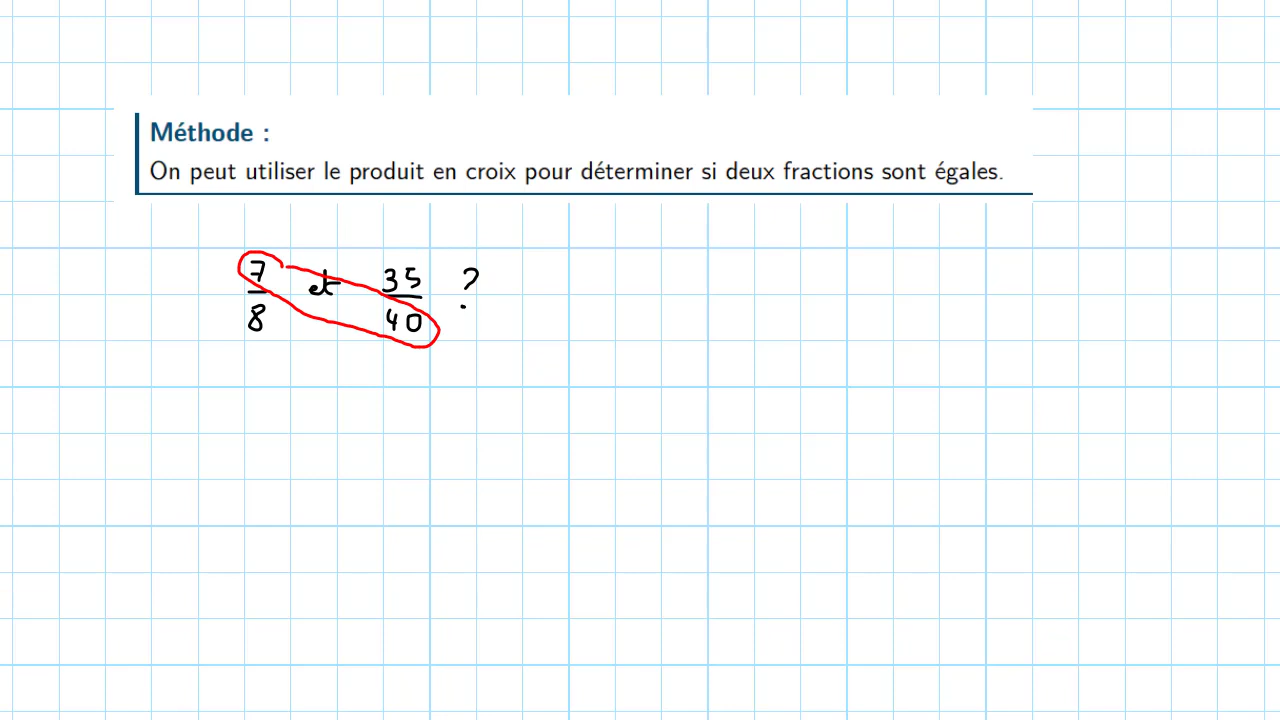 Méthode :
On peut utiliser le produit en croix pour déterminer si deux fractions sont égales.
7/8 et 35/40 ?